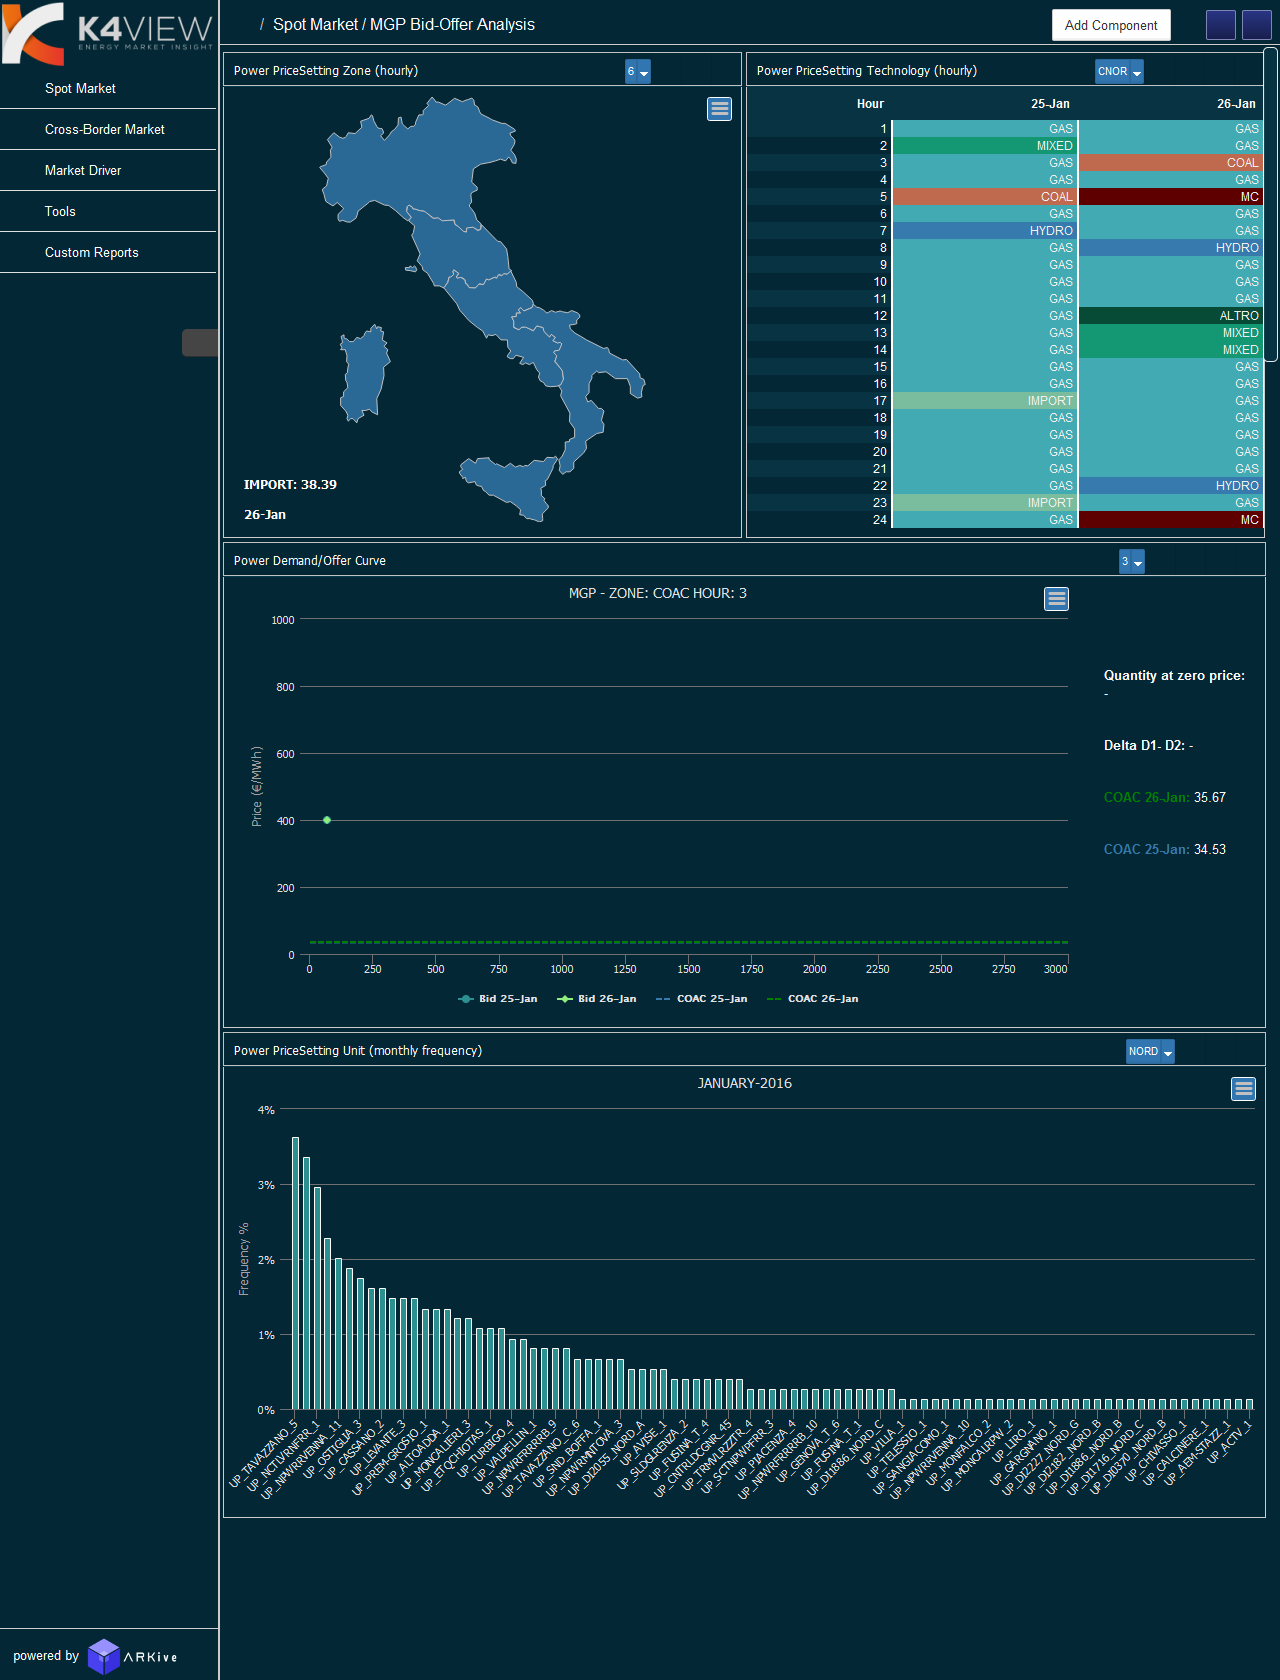 K4VIEW
ENERGY MARKET INSIGHT
/ Spot Market / MGP Bid-Offer Analysis
Add Component
Spot Market
Cross-Border Market
Market Driver
Tools
Custom Reports
Power PriceSetting Zone (hourly)
6
IMPORT: 38.39
26-Jan
Power PriceSetting Technology (hourly)
CNOR
Hour 25-Jan 26-Jan
1 GAS GAS
2 MIXED GAS
3 GAS COAL
4 GAS GAS
5 COAL MC
6 GAS GAS
7 HYDRO GAS
8 GAS HYDRO
9 GAS GAS
10 GAS GAS
11 GAS GAS
12 GAS ALTRO
13 GAS MIXED
14 GAS MIXED
15 GAS GAS
16 GAS GAS
17 IMPORT GAS
18 GAS GAS
19 GAS GAS
20 GAS GAS
21 GAS GAS
22 GAS HYDRO
23 IMPORT GAS
24 GAS MC
Power Demand/Offer Curve
3
MGP - ZONE: COAC HOUR: 3
Price (€/MWh)
1000
800
600
400
200
0
0 250 500 750 1000 1250 1500 1750 2000 2250 2500 2750 3000
Bid 25-Jan Bid 26-Jan COAC 25-Jan COAC 26-Jan
Quantity at zero price:
-
Delta D1- D2: -
COAC 26-Jan: 35.67
COAC 25-Jan: 34.53
Power PriceSetting Unit (monthly frequency)
NORD
JANUARY-2016
Frequency %
4%
3%
2%
1%
0%
UP_TAVAZZANO_5
UP_NCTLVRNFRR_1
UP_NPWRRVENNA_11
UP_OSTIGLIA_3
UP_CASSANO_2
UP_LEVANTE_3
UP_PREM-GROSIO_1
UP_ALTOADDA_1
UP_MONCALIERI_3
UP_ETQCHIOTAS_1
UP_TURBIGO_4
UP_VALPELLIN_1
UP_NPWRFRRRRB_9
UP_TAVAZZANO_C_6
UP_SND_BOFFA_1
UP_NPWRMNTOVA_3
UP_DI2055_NORD_A
UP_AVISE_1
UP_SLDGLRENZA_2
UP_FUSINA_T_4
UP_CNTRLDCGNR_45
UP_TRMVLRZZTR_4
UP_SCTNPWPFRR_3
UP_PIACENZA_4
UP_NPWRFRRRRB_10
UP_GENOVA_T_6
UP_FUSINA_T_1
UP_DI1886_NORD_C
UP_VILLA_1
UP_TELESSIO_1
UP_SANGIACOMO_1
UP_NPWRRVENNA_10
UP_MONFALCO_2
UP_MONCALRPW_2
UP_LIRO_1
UP_GARGNANO_1
UP_DI2227_NORD_G
UP_DI2182_NORD_B
UP_DI1886_NORD_B
UP_DI1716_NORD_C
UP_DI0370_NORD_B
UP_CHIVASSO_1
UP_CALCINERE_1
UP_AEM-STAZZ_1
UP_ACTV_1
powered by ARKive